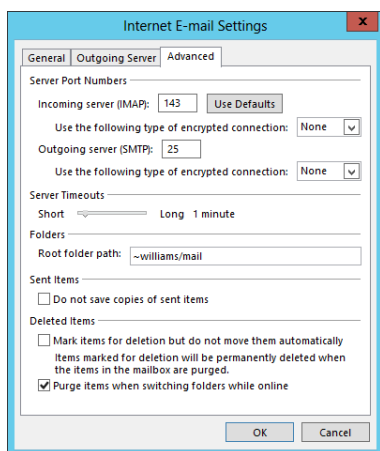 Internet E-mail Settings
x
General Outgoing Server Advanced
Server Port Numbers
Incoming server (IMAP): 143 Use Defaults
Use the following type of encrypted connection: None
Outgoing server (SMTP): 25
Use the following type of encrypted connection: None
Server Timeouts
Short Long 1 minute
Folders
Root folder path: ~williams/mail
Sent Items
Do not save copies of sent items
Deleted Items
Mark items for deletion but do not move them automatically
Items marked for deletion will be permanently deleted when
the items in the mailbox are purged.
Purge items when switching folders while online
OK Cancel